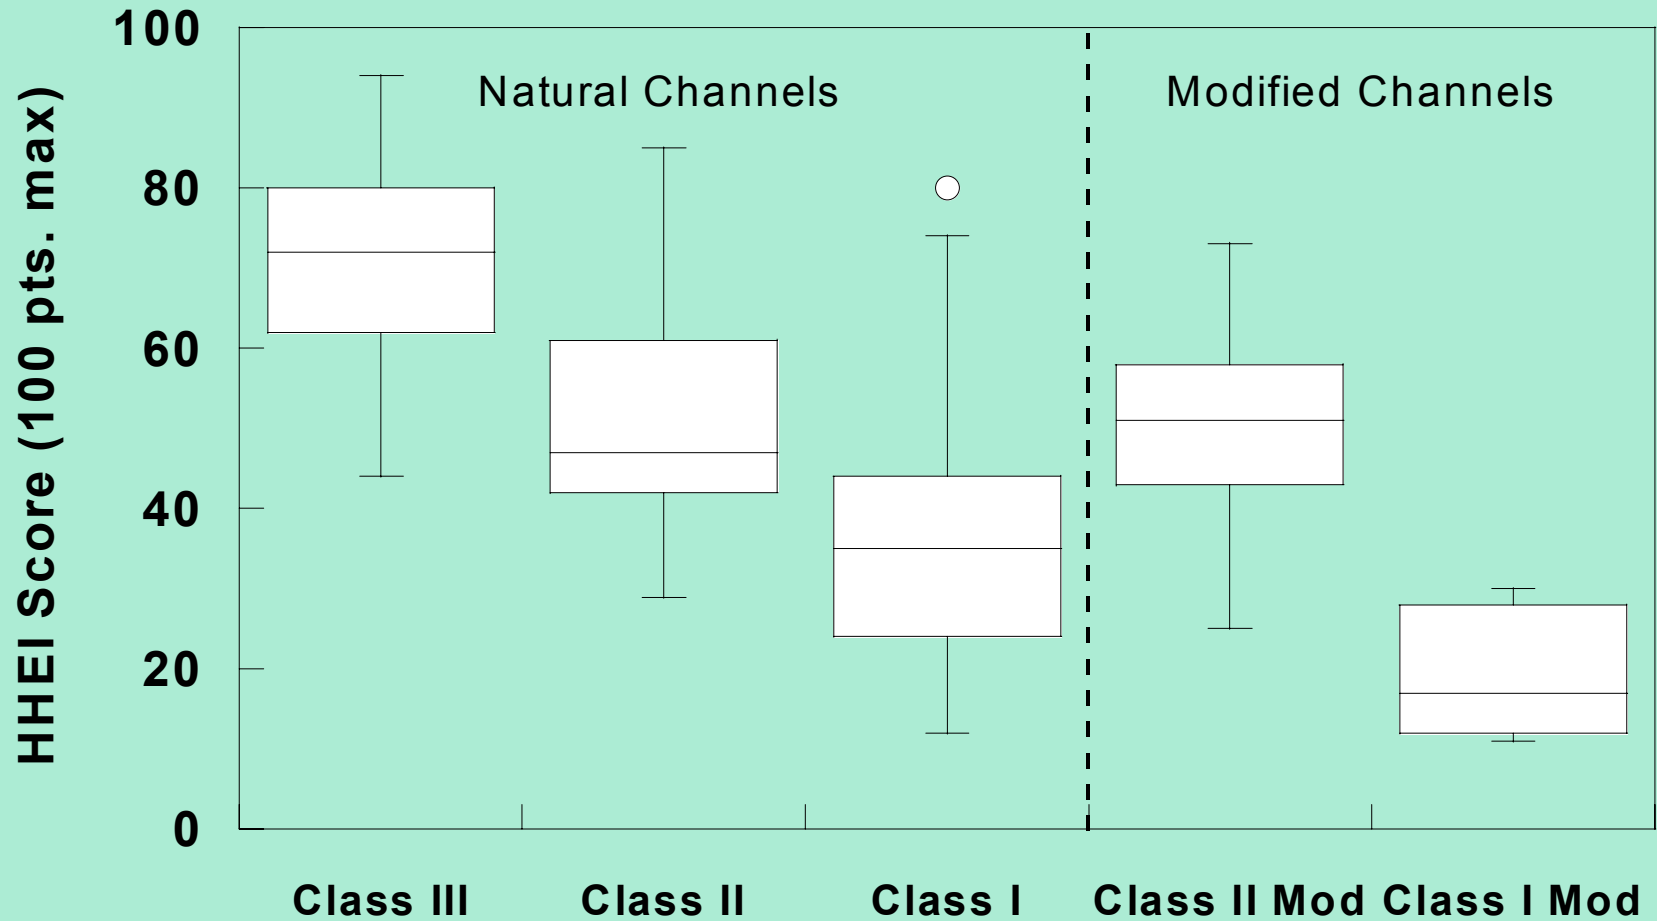 HHEI Score (100 pts. max)
100
80
60
40
20
0
Natural Channels
Modified Channels
Class III
Class II
Class I
Class II Mod
Class I Mod